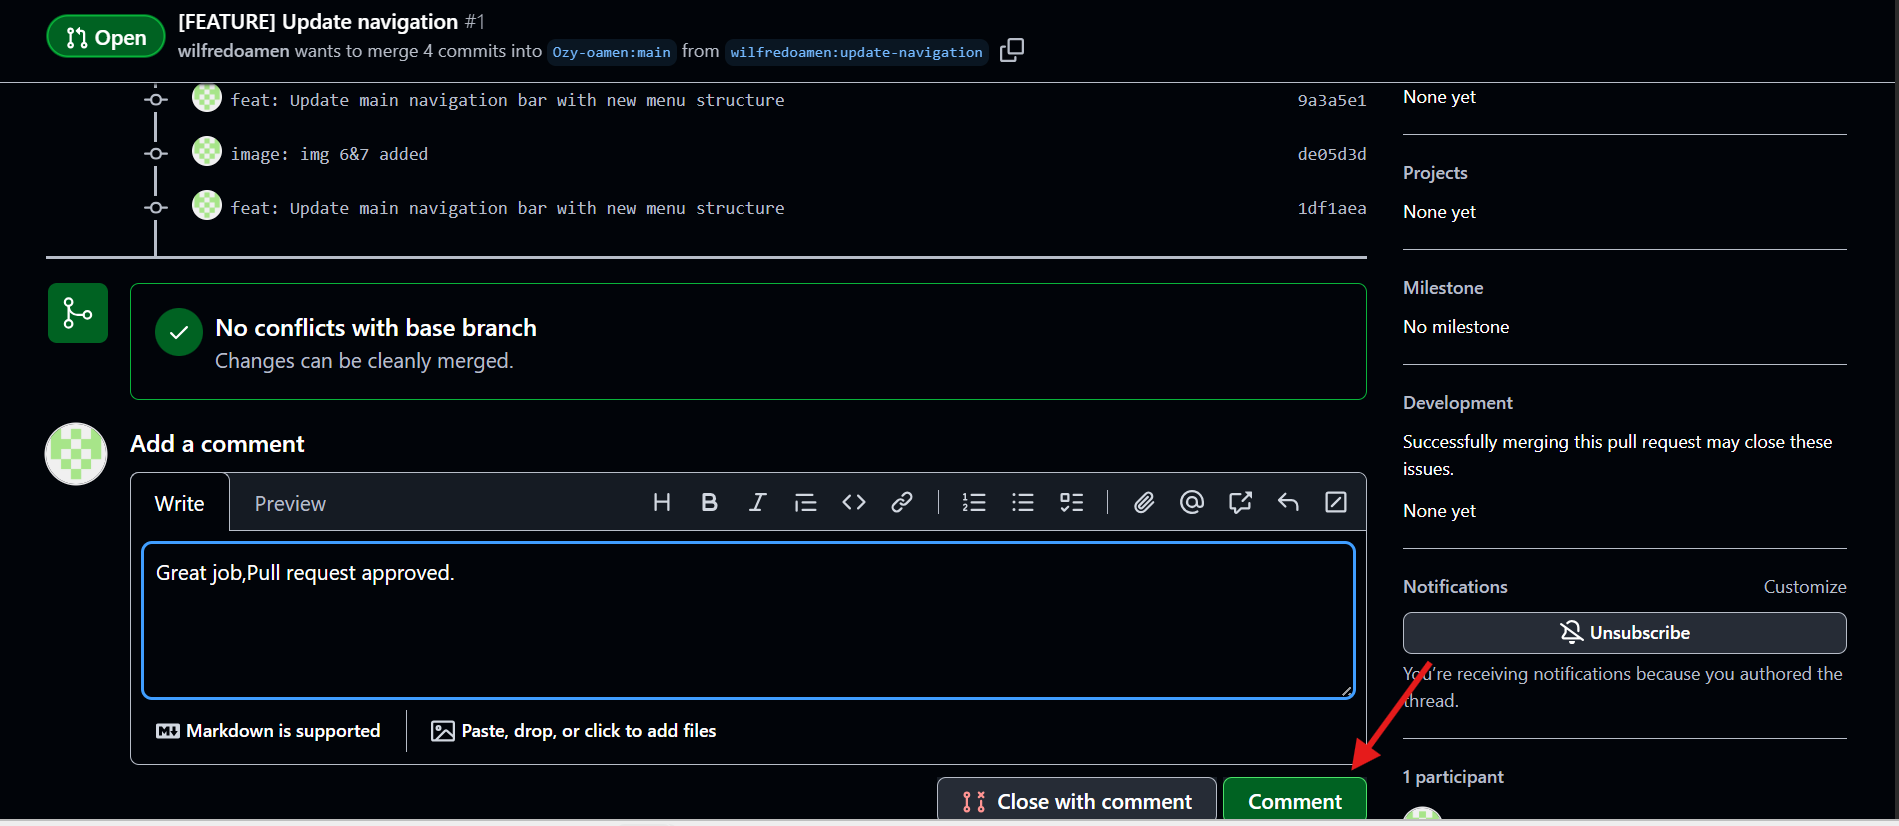 Open
[FEATURE] Update navigation #1
wilfredoamen wants to merge 4 commits into Ozy-oamen:main from wilfredoamen:update-navigation
feat: Update main navigation bar with new menu structure 9a3a5e1
image: img 6&7 added de05d3d
feat: Update main navigation bar with new menu structure 1df1aea
No conflicts with base branch
Changes can be cleanly merged.
Add a comment
Write Preview
Great job,Pull request approved.
Markdown is supported
Paste, drop, or click to add files
Close with comment
Comment
None yet
Projects
None yet
Milestone
No milestone
Development
Successfully merging this pull request may close these
issues.
None yet
Notifications Customize
Unsubscribe
You're receiving notifications because you authored the
thread.
1 participant